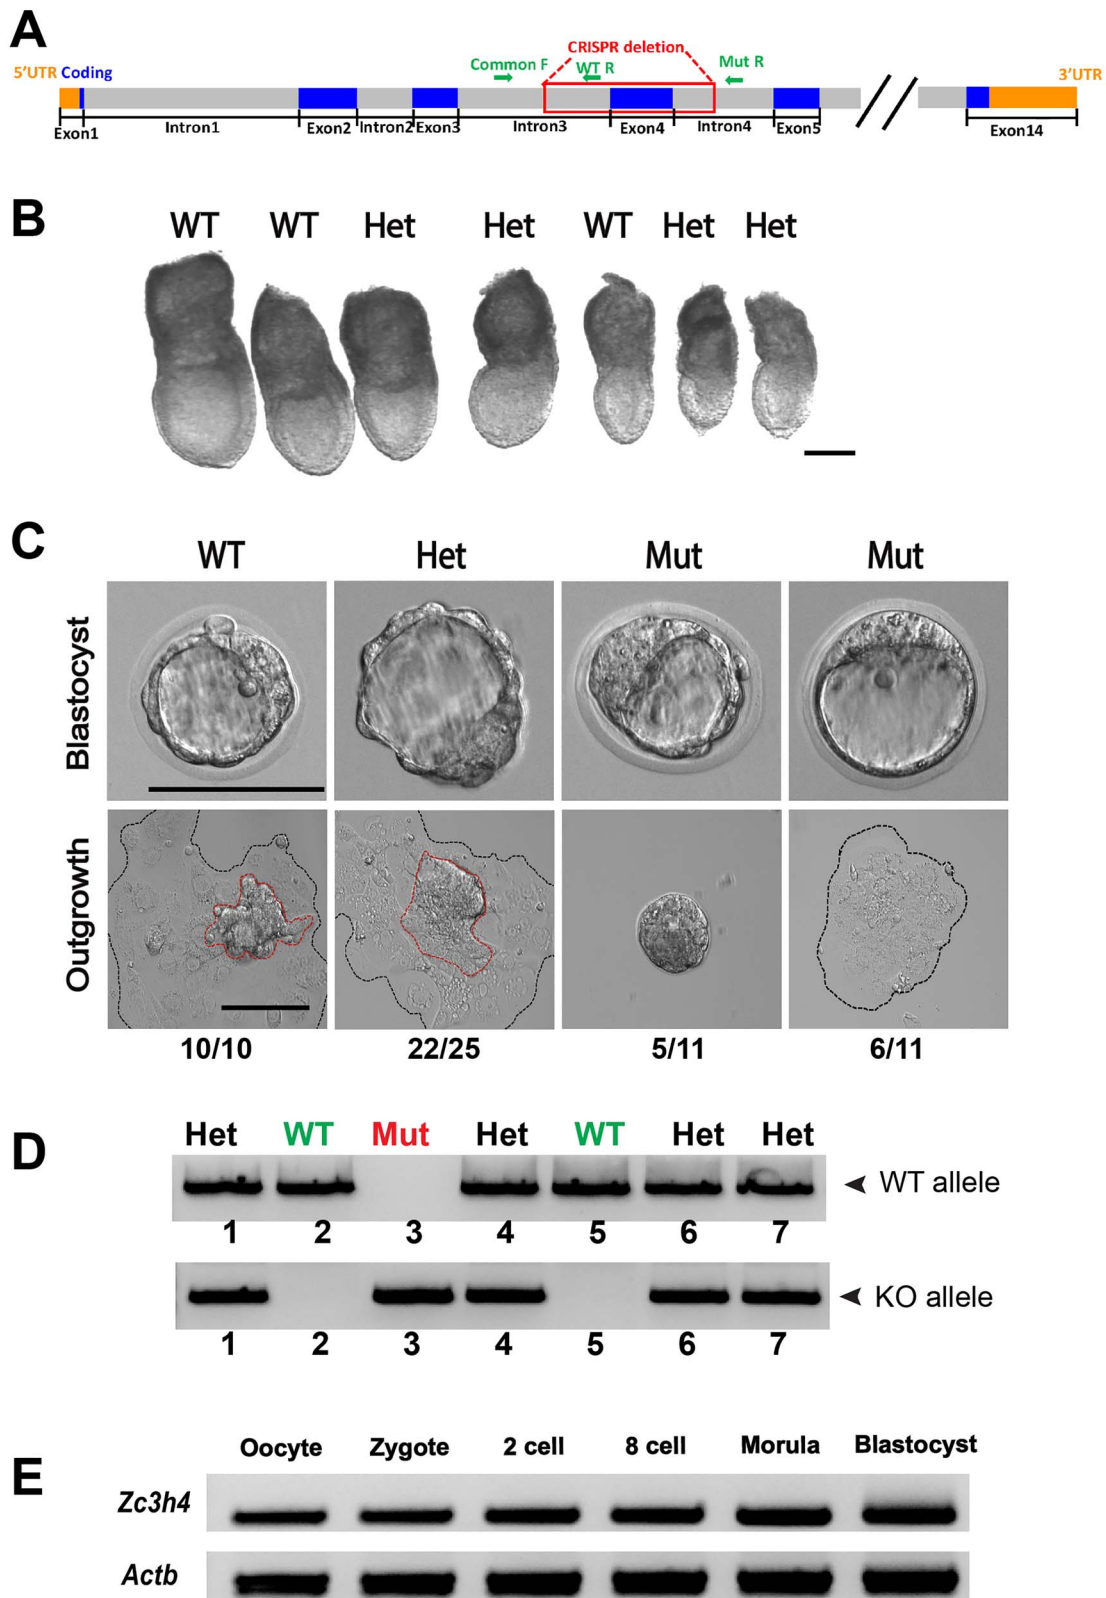 A
CRISPR deletion
5'UTR Coding
Common F
WT R
Mut R
3'UTR
Exon1
Intron1
Exon2
Intron2
Exon3
Intron3
Exon4
Intron4
Exon5
Exon14
B
WT WT Het Het WT Het Het
C
WT Het Mut Mut
Blastocyst
Outgrowth
10/10 22/25 5/11 6/11
D
Het WT Mut Het WT Het Het
WT allele
1 2 3 4 5 6 7
KO allele
1 2 3 4 5 6 7
E
Oocyte Zygote 2 cell 8 cell Morula Blastocyst
Zc3h4
Actb